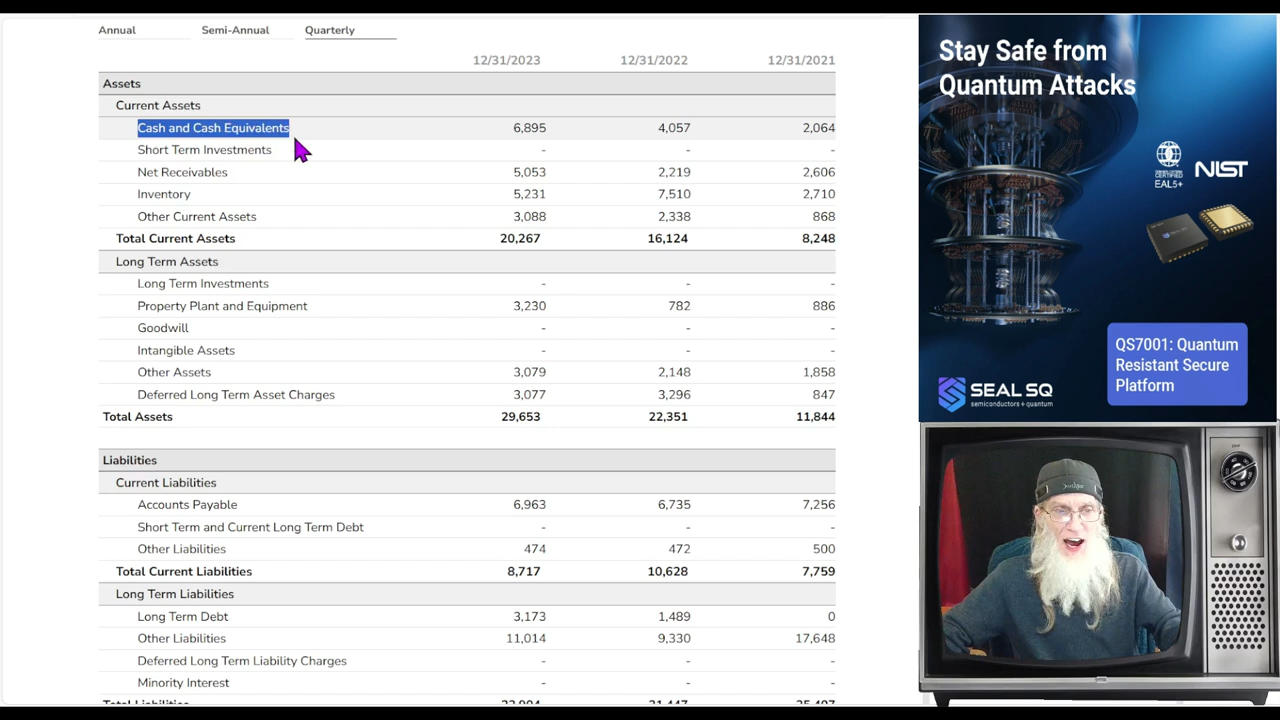 Annual Semi-Annual Quarterly
12/31/2023 12/31/2022 12/31/2021
Assets
Current Assets
Cash and Cash Equivalents 6,895 4,057 2,064
Short Term Investments - - -
Net Receivables 5,053 2,219 2,606
Inventory 5,231 7,510 2,710
Other Current Assets 3,088 2,338 868
Total Current Assets 20,267 16,124 8,248
Long Term Assets
Long Term Investments - - -
Property Plant and Equipment 3,230 782 886
Goodwill - - -
Intangible Assets - - -
Other Assets 3,079 2,148 1,858
Deferred Long Term Asset Charges 3,077 3,296 847
Total Assets 29,653 22,351 11,844
Liabilities
Current Liabilities
Accounts Payable 6,963 6,735 7,256
Short Term and Current Long Term Debt - - -
Other Liabilities 474 472 500
Total Current Liabilities 8,717 10,628 7,759
Long Term Liabilities
Long Term Debt 3,173 1,489 0
Other Liabilities 11,014 9,330 17,648
Deferred Long Term Liability Charges - - -
Minority Interest - - -
Total Liabilities
Stay Safe from
Quantum Attacks
EAL5+
NIST
QS7001: Quantum
Resistant Secure
Platform
SEAL SQ
semiconductors + quantum